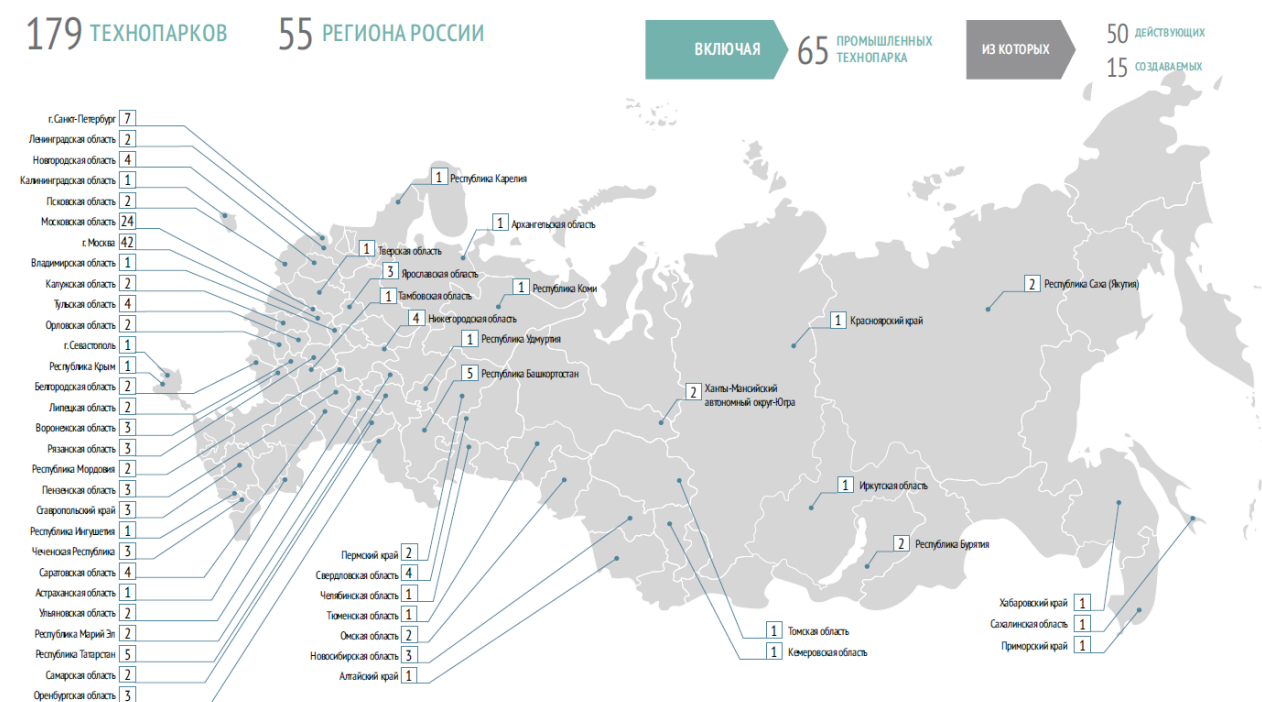 179 ТЕХНОПАРКОВ
55 РЕГИОНА РОССИИ
ВКЛЮЧАЯ
65 ПРОМЫШЛЕННЫХ
ТЕХНОПАРКА
ИЗ КОТОРЫХ
50 ДЕЙСТВУЮЩИХ
15 СОЗДАВАЕМЫХ
г. Санкт-Петербург 7
Ленинградская область 2
Новгородская область 4
Калининградская область 1
Псковская область 2
Московская область 24
г. Москва 42
Владимирская область 1
Калужская область 2
Тульская область 4
Орловская область 2
г. Севастополь 1
Республика Крым 1
Белгородская область 2
Липецкая область 2
Воронежская область 3
Рязанская область 3
Республика Мордовия 2
Пензенская область 3
Ставропольский край 3
Республика Ингушетия 1
Чеченская Республика 3
Саратовская область 4
Астраханская область 1
Ульяновская область 2
Республика Марий Эл 2
Республика Татарстан 5
Самарская область 2
Оренбургская область 3
1 Республика Карелия
1 Архангельская область
1 Тверская область
3 Ярославская область
1 Тамбовская область
1 Республика Коми
4 Нижегородская область
1 Республика Удмуртия
5 Республика Башкортостан
2 Ханты-Мансийский
автономный округ-Югра
1 Красноярский край
2 Республика Саха (Якутия)
1 Иркутская область
2 Республика Бурятия
Пермский край 2
Свердловская область 4
Челябинская область 1
Тюменская область 1
Омская область 2
Новосибирская область 3
Алтайский край 1
1 Томская область
1 Кемеровская область
Хабаровский край 1
Сахалинская область 1
Приморский край 1